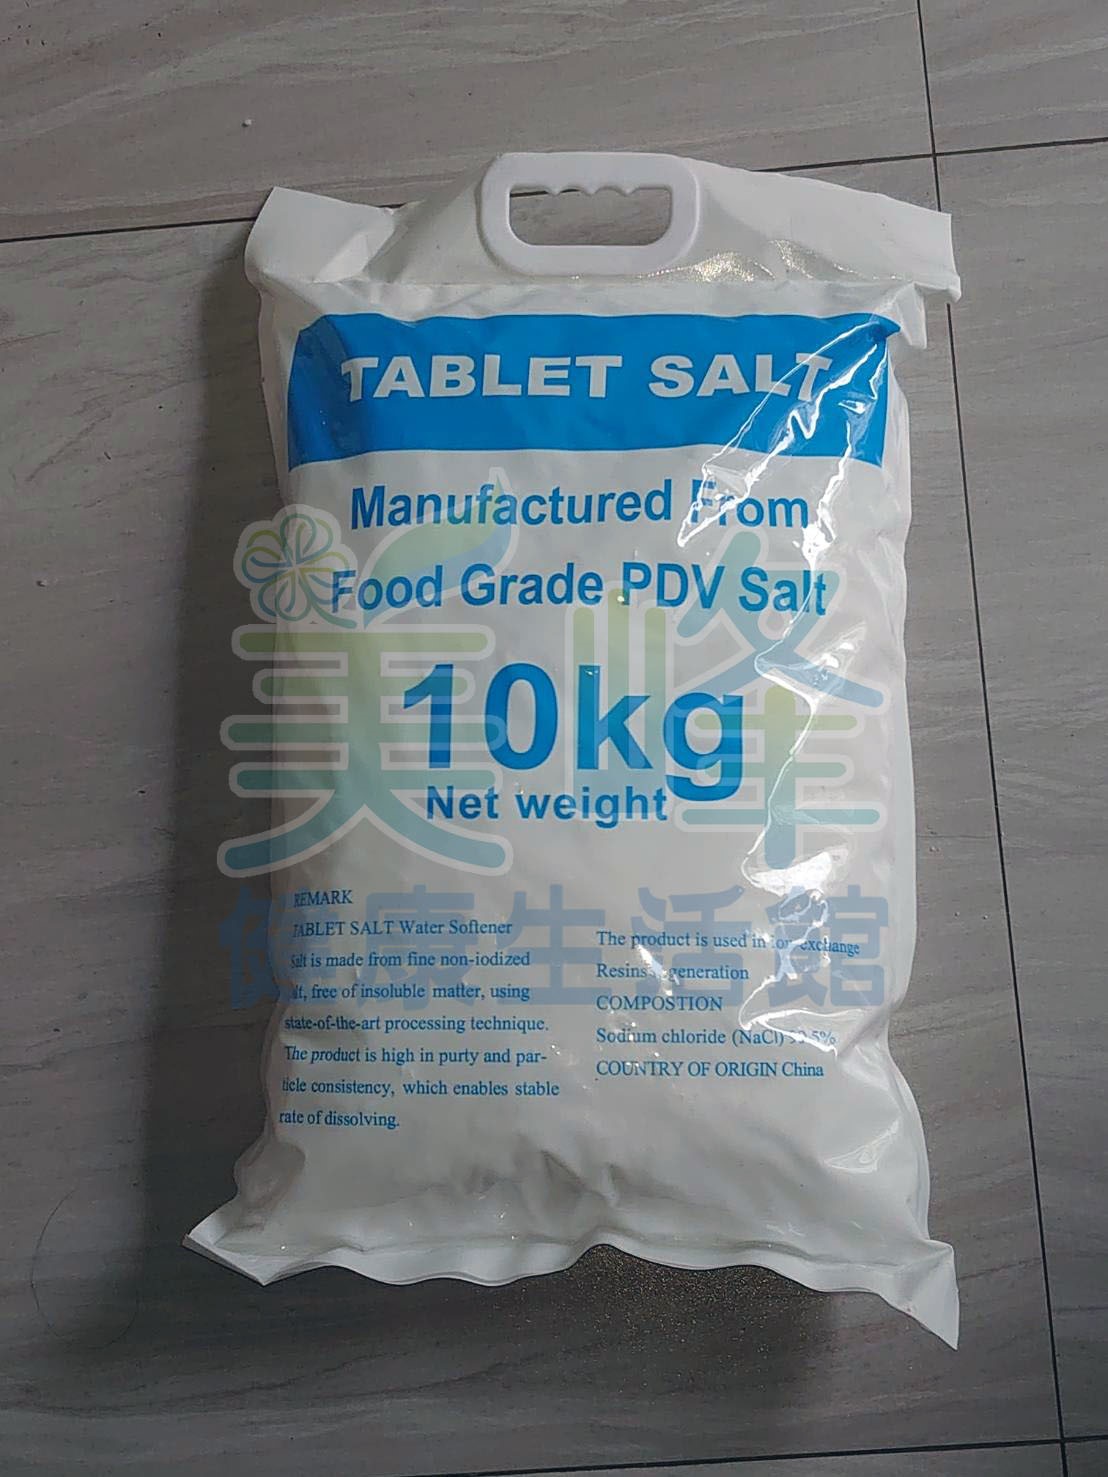 TABLET SALT
Manufactured From
Food Grade PDV Salt
10kg
Net weight
美峰
健康生活館
REMARK
TABLET SALT Water Softener
Salt is made from fine non-iodized
salt, free of insoluble matter, using
state-of-the-art processing technique.
The product is high in purty and par-
ticle consistency, which enables stable
rate of dissolving.
The product is used in ion exchange
Resins
generation
COMPOSTION
Sodium chloride (NaCl)
COUNTRY OF ORIGIN China